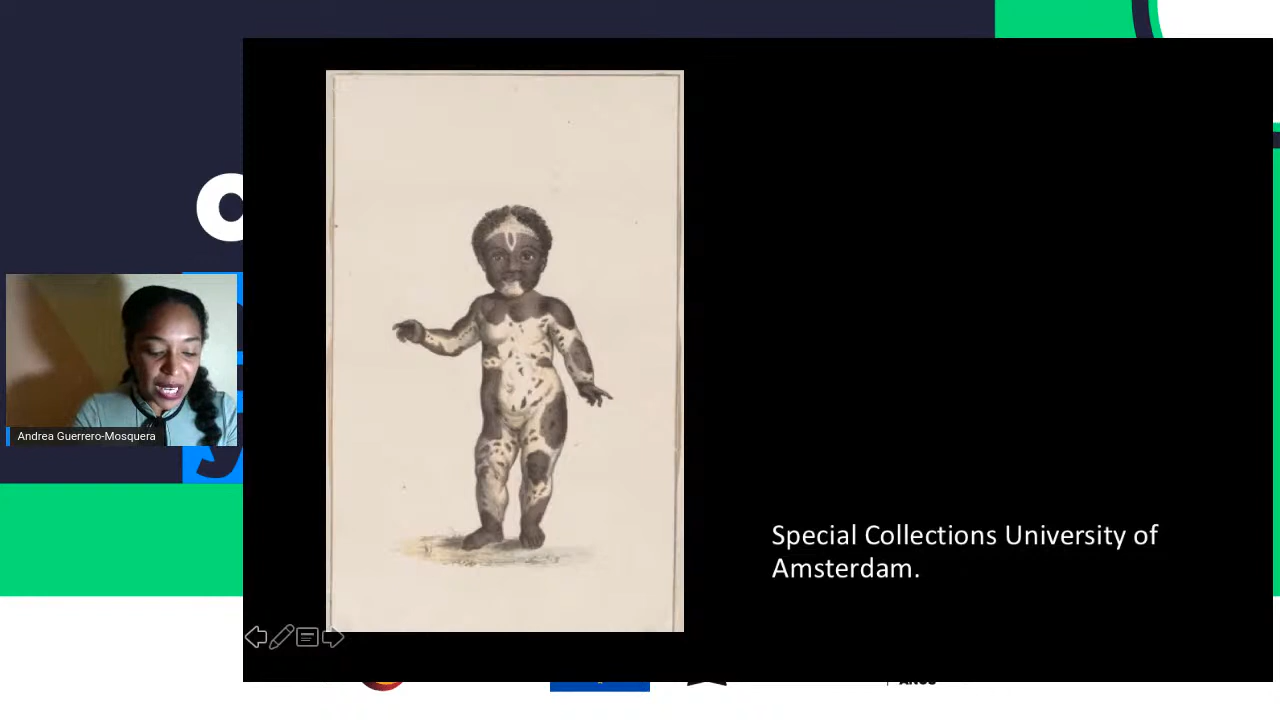 Andrea Guerrero-Mosquera
Special Collections University of
Amsterdam.